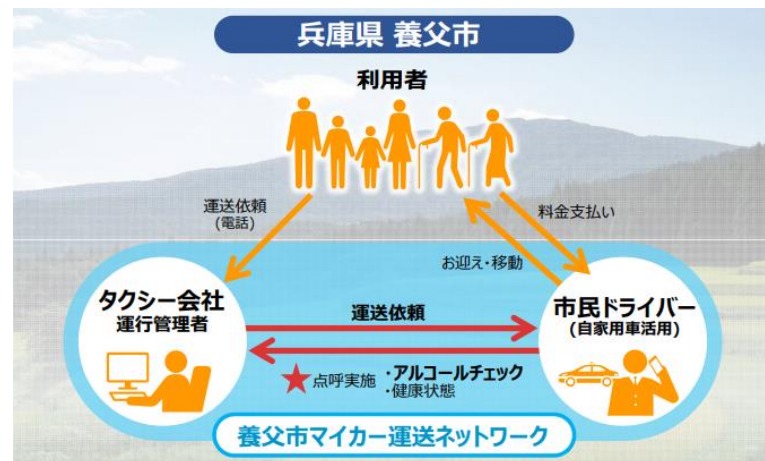 兵庫県 養父市
利用者
運送依頼
(電話)
料金支払い
お迎え・移動
タクシー会社
運行管理者
運送依頼
市民ドライバー
(自家用車活用)
★点呼実施 ・アルコールチェック
・健康状態
養父市マイカー運送ネットワーク